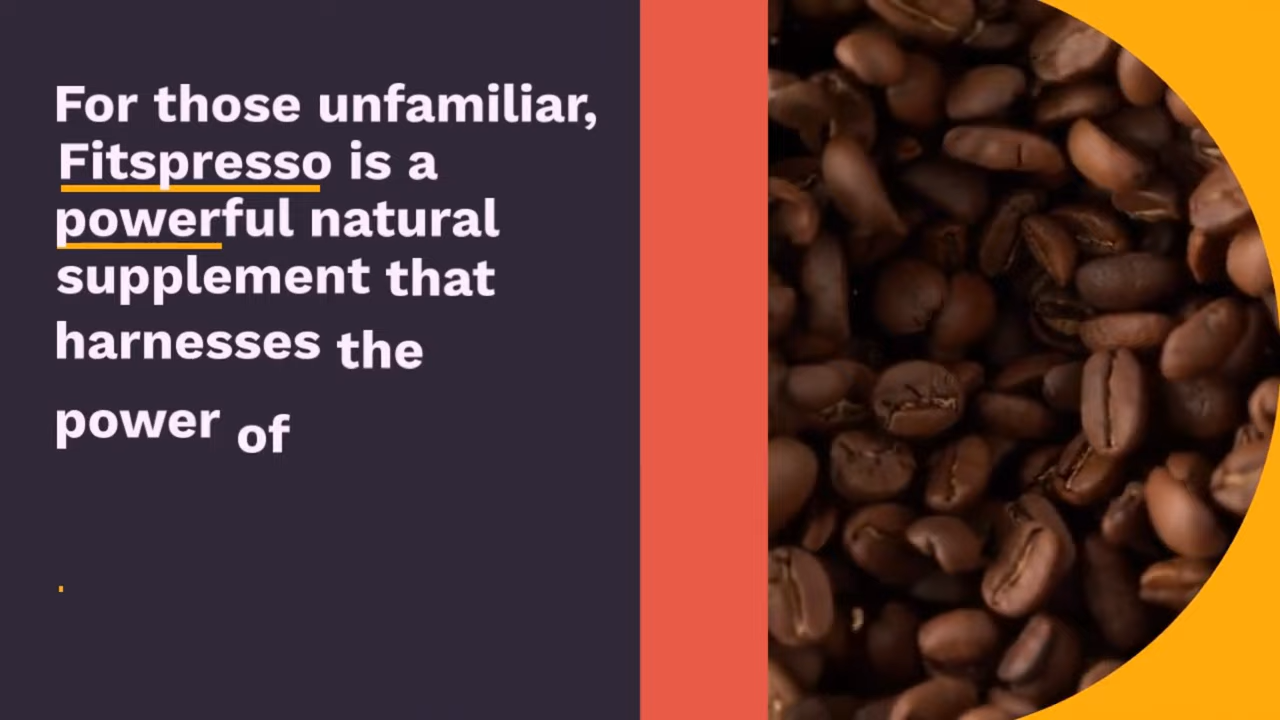 For those unfamiliar,
Fitspresso is a
powerful natural
supplement that
harnesses the
power of